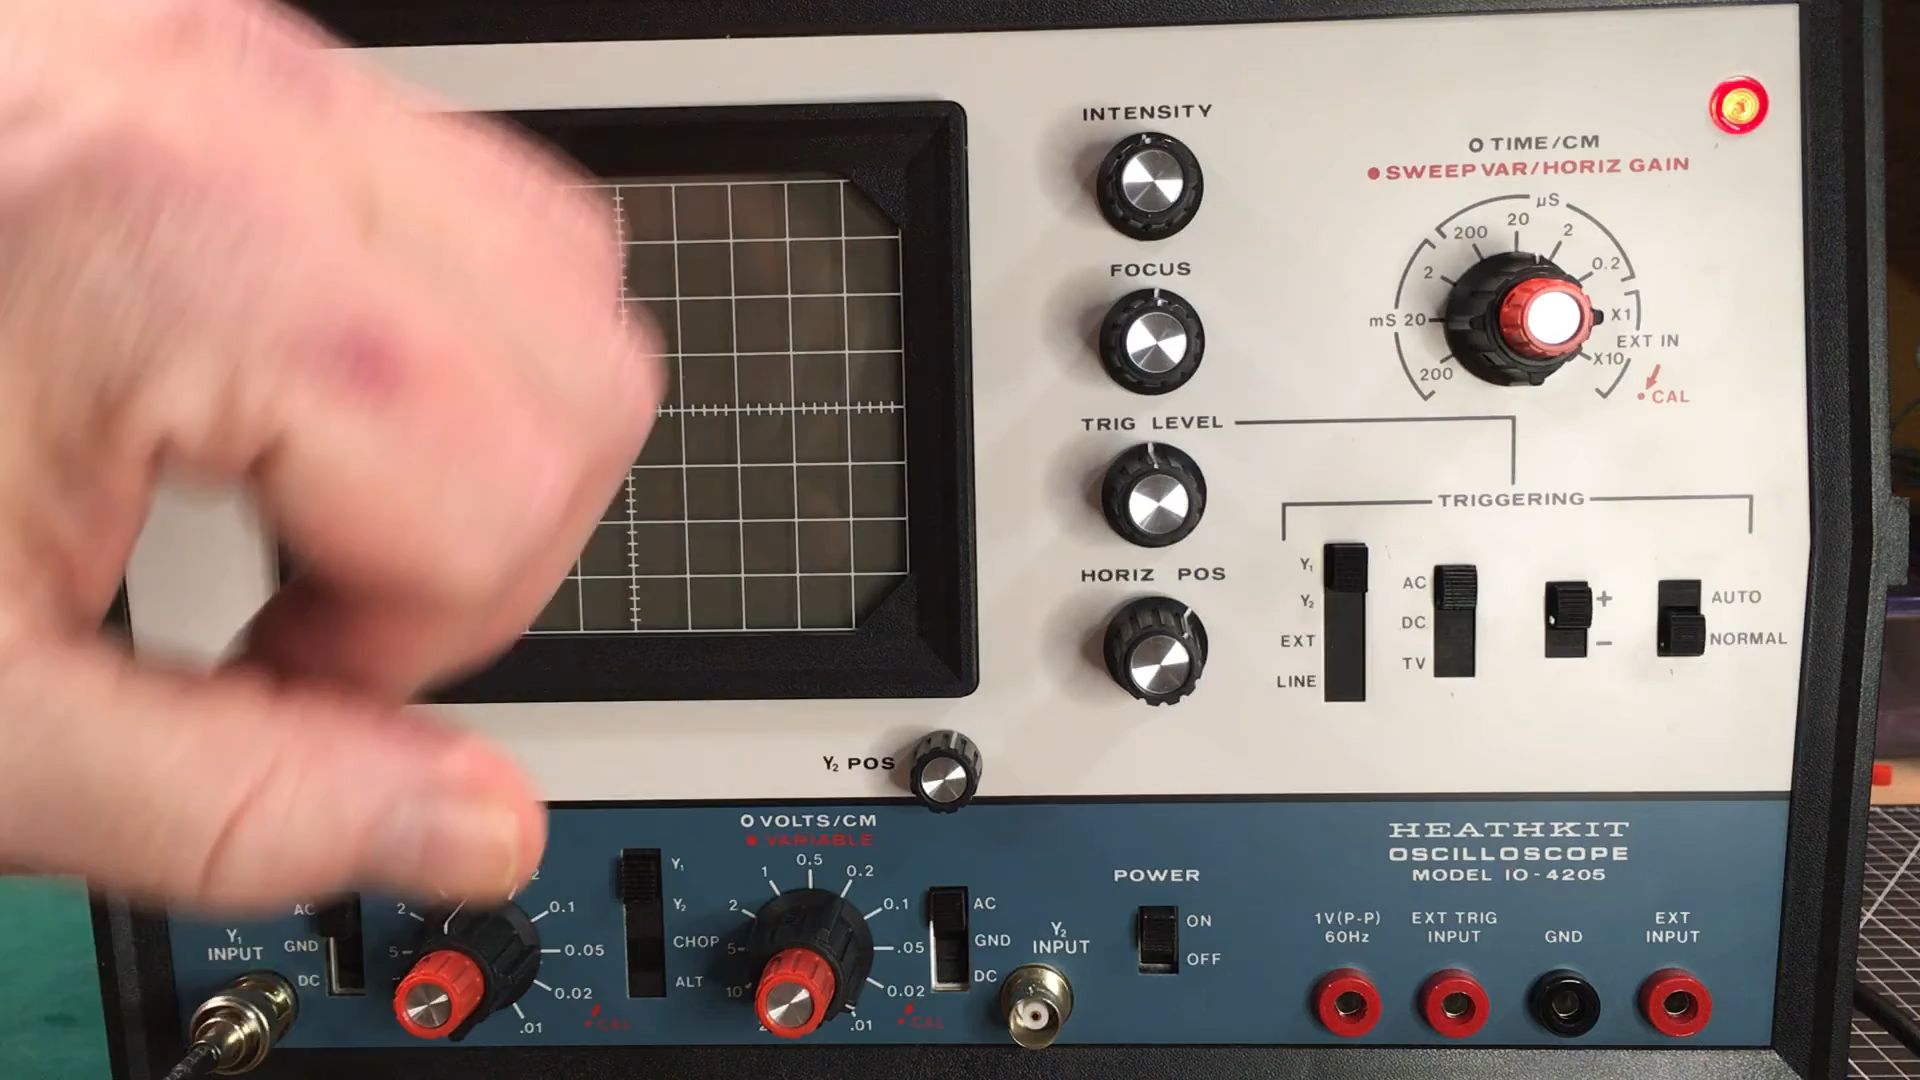 INTENSITY
FOCUS
TRIG LEVEL
HORIZ POS
O TIME/CM
• SWEEP VAR/HORIZ GAIN
µS
200 20 2 0.2
2
mS 20
200
X1
EXT IN
X10
• CAL
TRIGGERING
Y₁
Y₂
EXT
LINE
AC
DC
TV
+
−
AUTO
NORMAL
Y₂ POS
Y₁ INPUT
AC
GND
DC
2
5
2
0.1
0.05
0.02
.01
• CAL
Y₁
Y₂
CHOP
ALT
O VOLTS/CM
• VARIABLE
10
5
2
1
0.5
0.2
0.1
.05
0.02
.01
• CAL
AC
GND
DC
Y₂ INPUT
POWER
ON
OFF
HEATHKIT
OSCILLOSCOPE
MODEL IO-4205
1V(P-P)
60Hz
EXT TRIG
INPUT
GND
EXT
INPUT